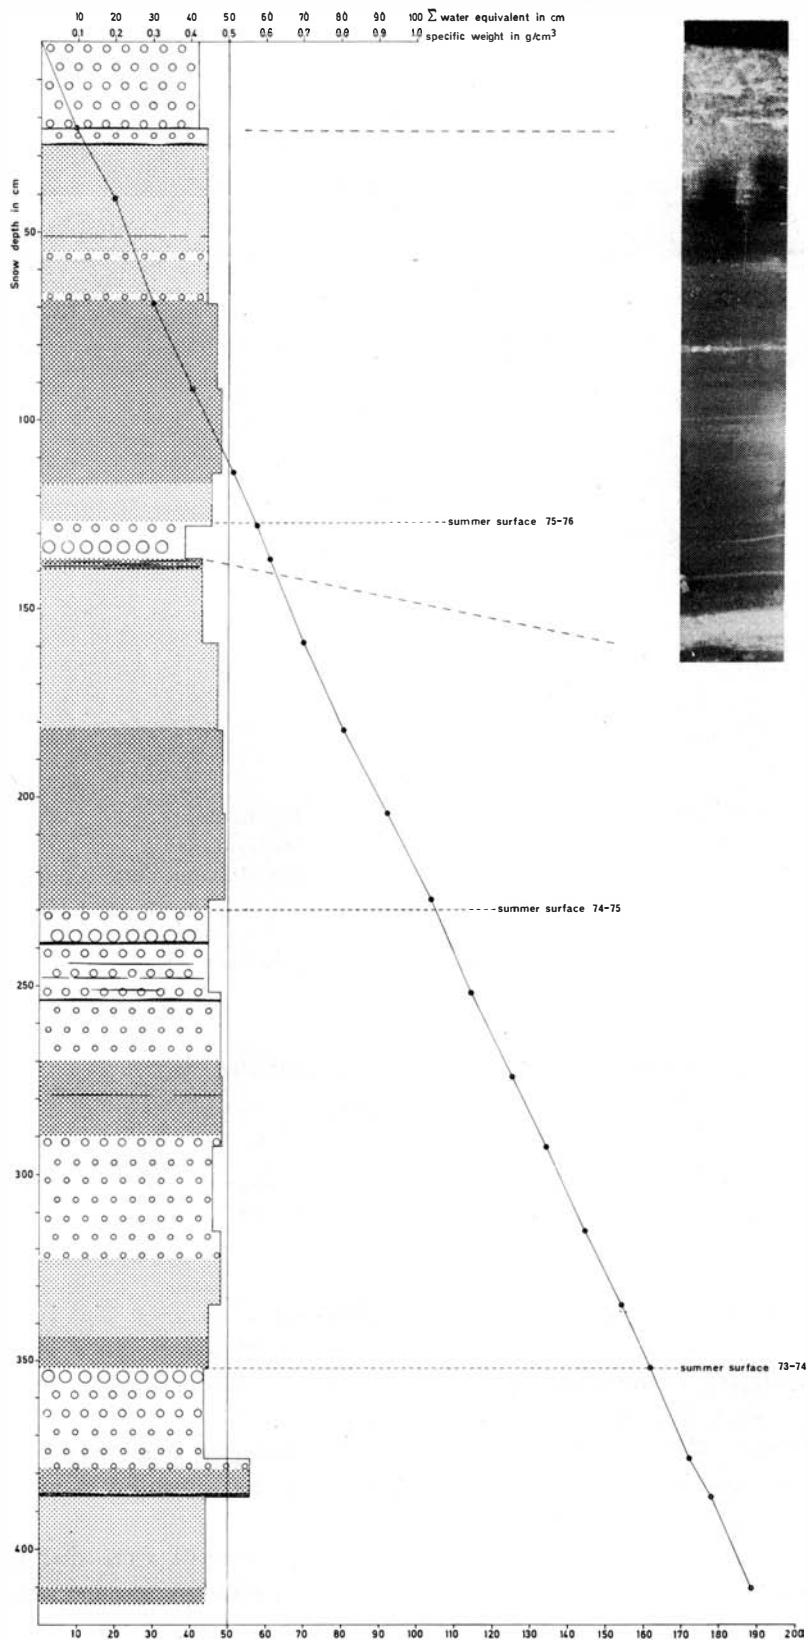 10 20 30 40 50 60 70 80 90 100 Σ water equivalent in cm
0.1 0.2 0.3 0.4 0.5 0.6 0.7 0.8 0.9 1.0 specific weight in g/cm³
Snow depth in cm
50
100
summer surface 75-76
150
200
summer surface 74-75
250
300
350
summer surface 73-74
400
10 20 30 40 50 60 70 80 90 100 110 120 130 140 150 160 170 180 190 200